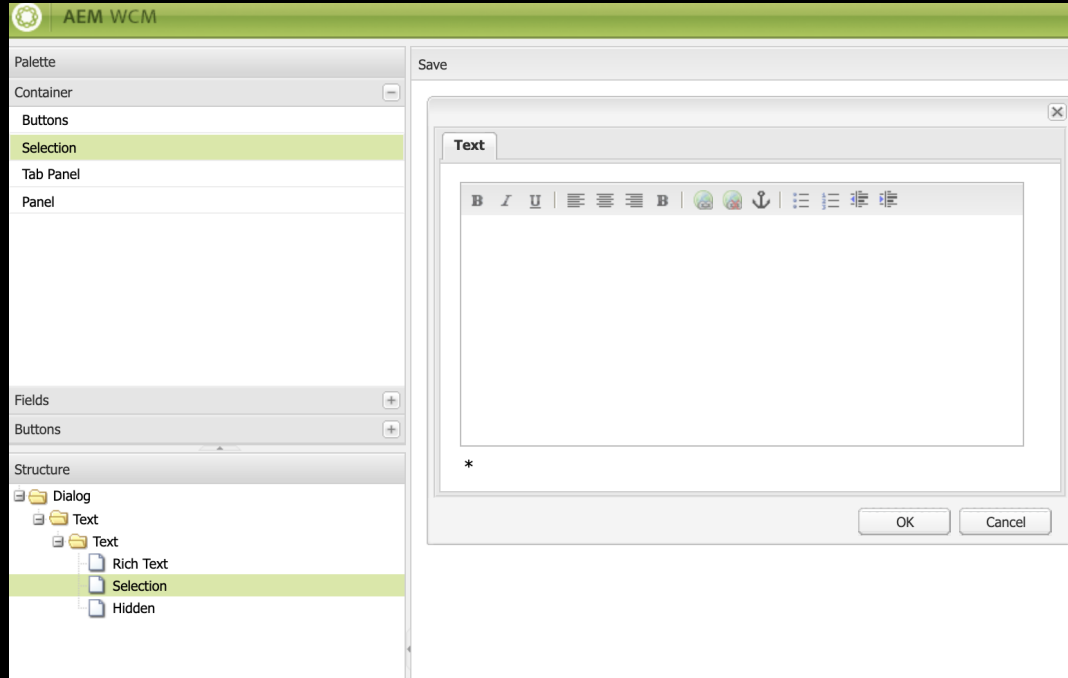 AEM WCM
Palette
Container
Buttons
Selection
Tab Panel
Panel
Fields
Buttons
Structure
Dialog
Text
Text
Rich Text
Selection
Hidden
Save
Text
B I U B
*
OK Cancel